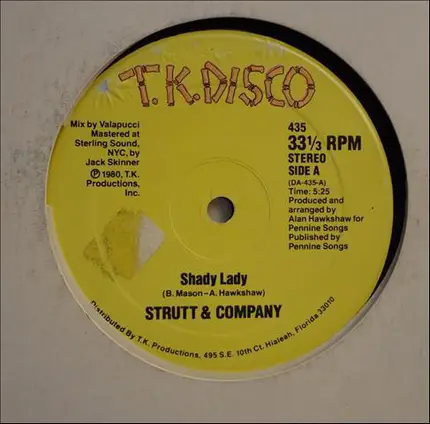 T.K.DISCO
Mix by Valapucci
Mastered at
Sterling Sound,
NYC, by
Jack Skinner
℗ 1980, T.K.
Productions,
Inc.
435
33⅓ RPM
STEREO
SIDE A
(DA-435-A)
Time: 5:25
Produced and
arranged by
Alan Hawkshaw for
Pennine Songs
Published by
Pennine Songs
Shady Lady
(B. Mason-A. Hawkshaw)
STRUTT & COMPANY
Distributed By T.K. Productions, 495 S.E. 10th Ct. Hialeah, Florida 33010